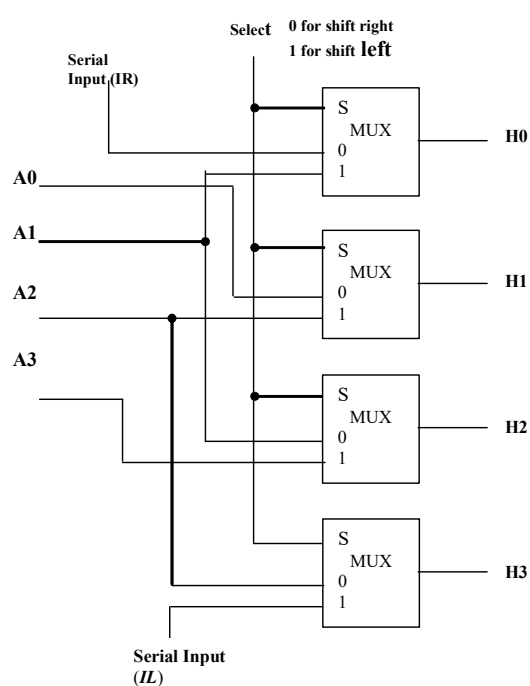 Select 0 for shift right
1 for shift left
Serial
Input (IR)
S
MUX
0
1
H0
A0
A1
S
MUX
0
1
H1
A2
A3
S
MUX
0
1
H2
S
MUX
0
1
H3
Serial Input
(IL)